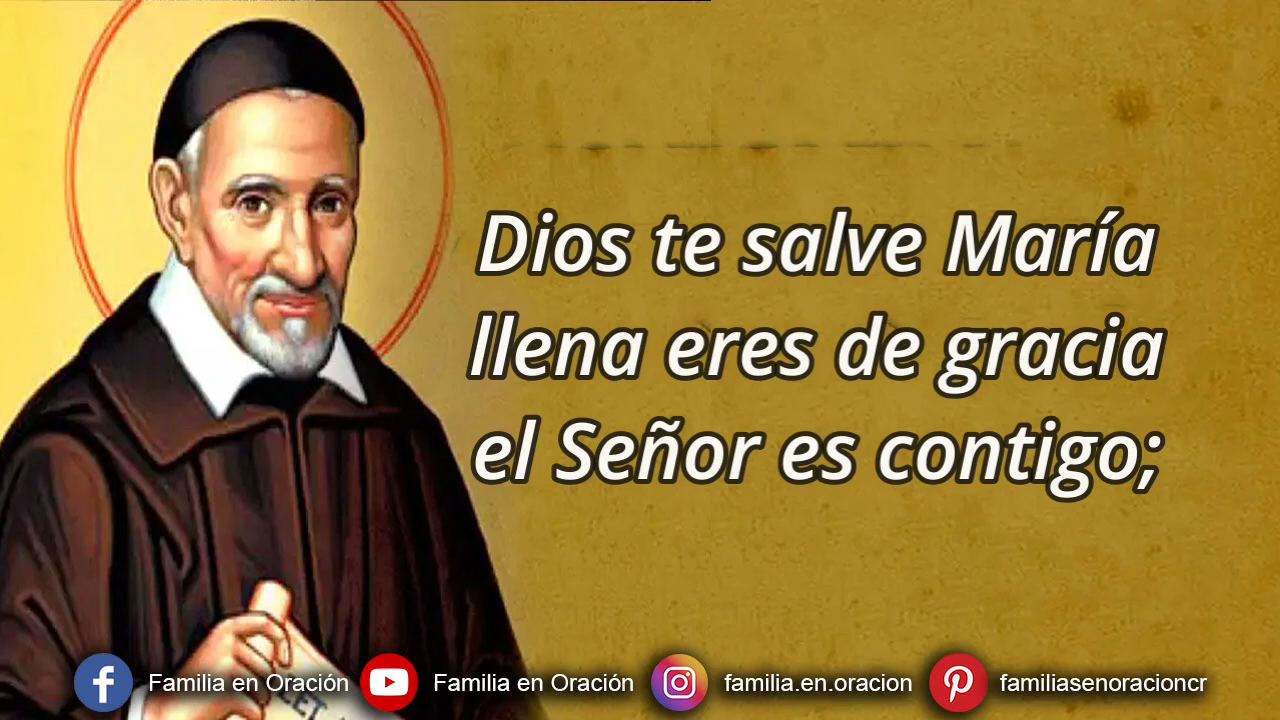 Dios te salve María
llena eres de gracia
el Señor es contigo;
Familia en Oración
Familia en Oración
familia.en.oracion
familiasenoracioncr